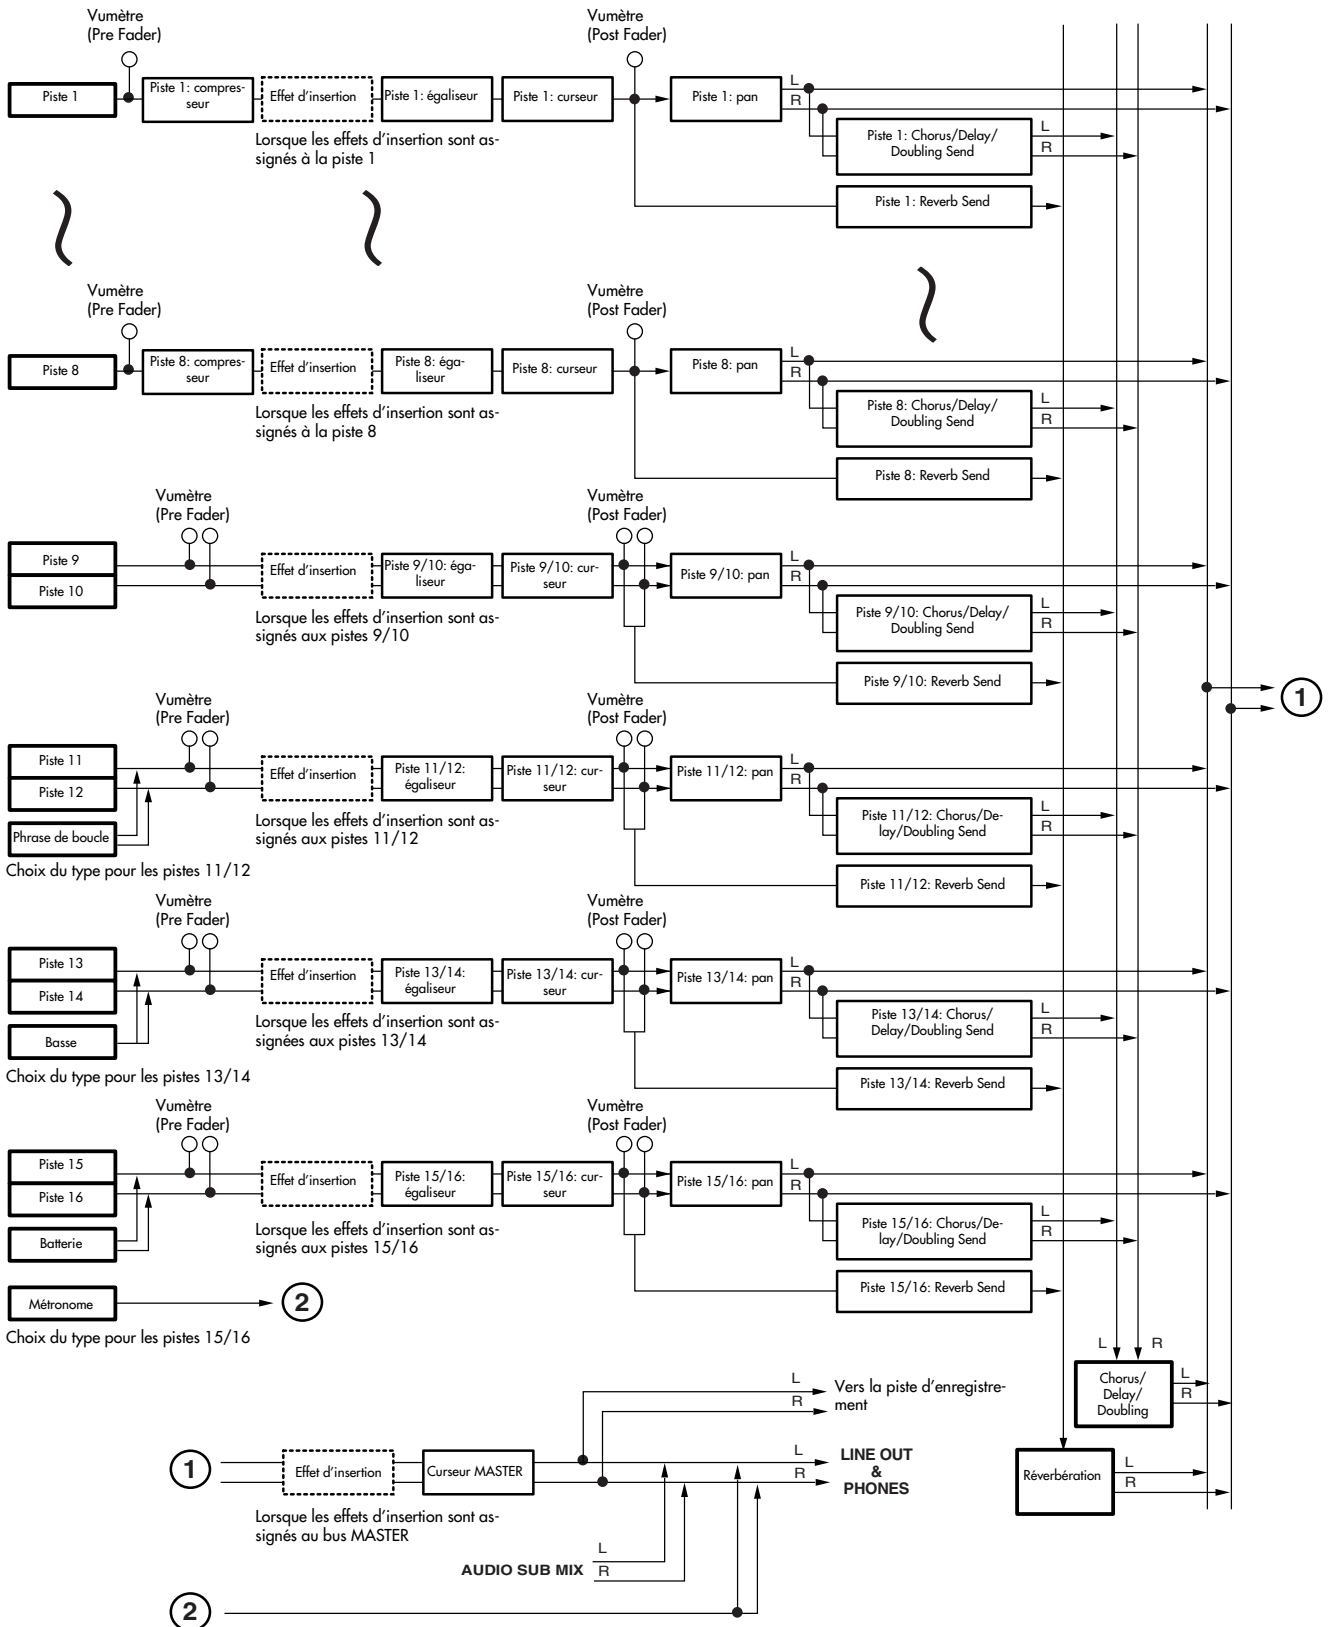 Vumètre
(Pre Fader)
Vumètre
(Post Fader)
Piste 1
Piste 1: compres-
seur
Effet d'insertion
Piste 1: égaliseur
Piste 1: curseur
Piste 1: pan
L
R
Lorsque les effets d'insertion sont as-
signés à la piste 1
Piste 1: Chorus/Delay/
Doubling Send
L
R
Piste 1: Reverb Send
Vumètre
(Pre Fader)
Vumètre
(Post Fader)
Piste 8
Piste 8: compres-
seur
Effet d'insertion
Piste 8: éga-
liseur
Piste 8: curseur
Piste 8: pan
L
R
Lorsque les effets d'insertion sont as-
signés à la piste 8
Piste 8: Chorus/Delay/
Doubling Send
L
R
Piste 8: Reverb Send
Vumètre
(Pre Fader)
Vumètre
(Post Fader)
Piste 9
Piste 10
Effet d'insertion
Piste 9/10: éga-
liseur
Piste 9/10: cur-
seur
Piste 9/10: pan
L
R
Lorsque les effets d'insertion sont as-
signés aux pistes 9/10
Piste 9/10: Chorus/Delay/
Doubling Send
L
R
Piste 9/10: Reverb Send
1
Vumètre
(Pre Fader)
Vumètre
(Post Fader)
Piste 11
Piste 12
Phrase de boucle
Choix du type pour les pistes 11/12
Effet d'insertion
Piste 11/12:
égaliseur
Piste 11/12: cur-
seur
Piste 11/12: pan
L
R
Lorsque les effets d'insertion sont as-
signés aux pistes 11/12
Piste 11/12: Chorus/De-
lay/Doubling Send
L
R
Piste 11/12: Reverb Send
Vumètre
(Pre Fader)
Vumètre
(Post Fader)
Piste 13
Piste 14
Basse
Choix du type pour les pistes 13/14
Effet d'insertion
Piste 13/14:
égaliseur
Piste 13/14: cur-
seur
Piste 13/14: pan
L
R
Lorsque les effets d'insertion sont as-
signées aux pistes 13/14
Piste 13/14: Chorus/
Delay/Doubling Send
L
R
Piste 13/14: Reverb Send
Vumètre
(Pre Fader)
Vumètre
(Post Fader)
Piste 15
Piste 16
Batterie
Effet d'insertion
Piste 15/16:
égaliseur
Piste 15/16: cur-
seur
Piste 15/16: pan
L
R
Lorsque les effets d'insertion sont as-
signés aux pistes 15/16
Piste 15/16: Chorus/De-
lay/Doubling Send
L
R
Piste 15/16: Reverb Send
Métronome
2
Choix du type pour les pistes 15/16
L
R
Chorus/
Delay/
Doubling
L
R
L
R
Vers la piste d'enregistre-
ment
1
Effet d'insertion
Curseur MASTER
L
R
LINE OUT
&
PHONES
Réverbération
L
R
Lorsque les effets d'insertion sont as-
signés au bus MASTER
AUDIO SUB MIX
L
R
2